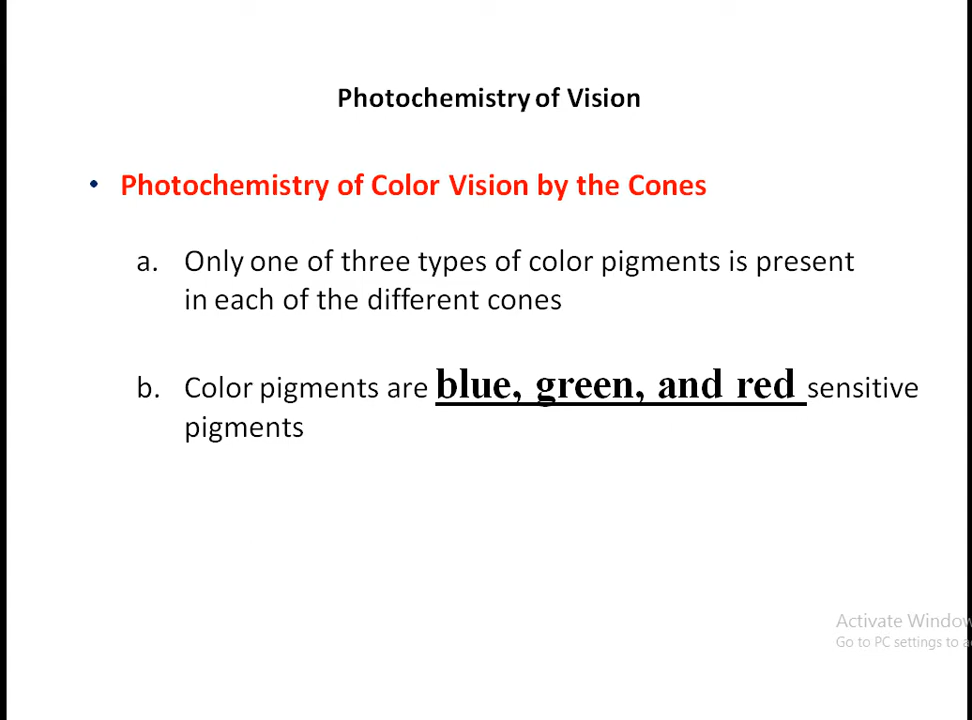 Photochemistry of Vision
• Photochemistry of Color Vision by the Cones
a. Only one of three types of color pigments is present
in each of the different cones
b. Color pigments are blue, green, and red sensitive
pigments
Activate Window
Go to PC settings to a